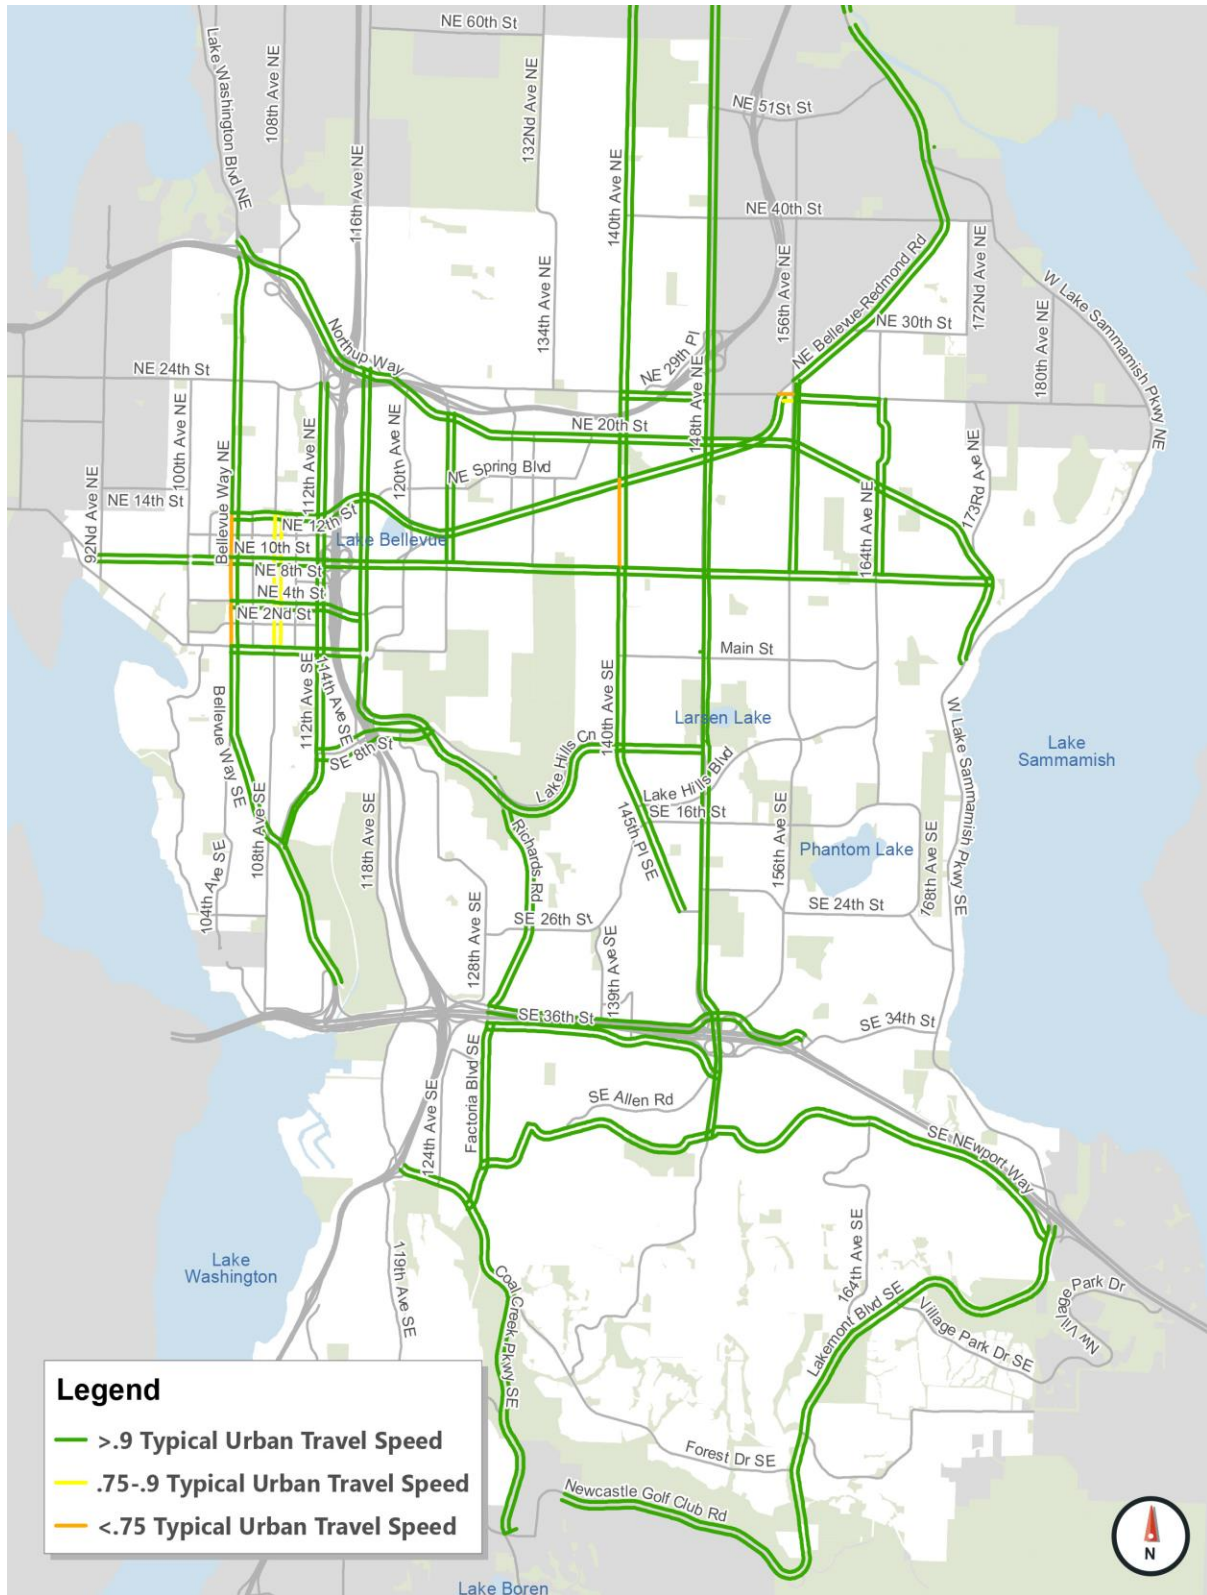 NE 60th St
Lake Washington Blvd NE
108th Ave NE
132Nd Ave NE
NE 51St St
116th Ave NE
140th Ave NE
NE 40th St
156th Ave NE
NE Bellevue-Redmond Rd
172Nd Ave NE
W Lake Sammamish Pkwy NE
134th Ave NE
Northup Way
NE 29th Pl
NE 30th St
180th Ave NE
NE 24th St
148th Ave NE
100th Ave NE
Bellevue Way NE
112th Ave NE
120th Ave NE
NE 20th St
NE Spring Blvd
173Rd Ave NE
NE 14th St
92Nd Ave NE
NE 12th St
Lake Bellevue
NE 10th St
164th Ave NE
NE 8th St
NE 4th St
NE 2Nd St
Main St
114th Ave SE
112th Ave SE
Bellevue Way SE
140th Ave SE
Larsen Lake
W Lake Sammamish Pkwy SE
Lake
Sammamish
SE 8th St
Lake Hills Cn
Lake Hills Blvd
SE 16th St
108th Ave SE
104th Ave SE
118th Ave SE
Richards Rd
145th Pl SE
156th Ave SE
Phantom Lake
168th Ave SE
SE 24th St
SE 26th St
128th Ave SE
139th Ave SE
SE 36th St
SE 34th St
Factoria Blvd SE
124th Ave SE
SE Allen Rd
SE NEwport Way
Lake
Washington
119th Ave SE
164th Ave SE
Coal Creek Pkwy SE
Lakemont Blvd SE
Village Park Dr SE
NW Village Park Dr
Forest Dr SE
Newcastle Golf Club Rd
Lake Boren
Legend
>.9 Typical Urban Travel Speed
.75-.9 Typical Urban Travel Speed
<.75 Typical Urban Travel Speed
N